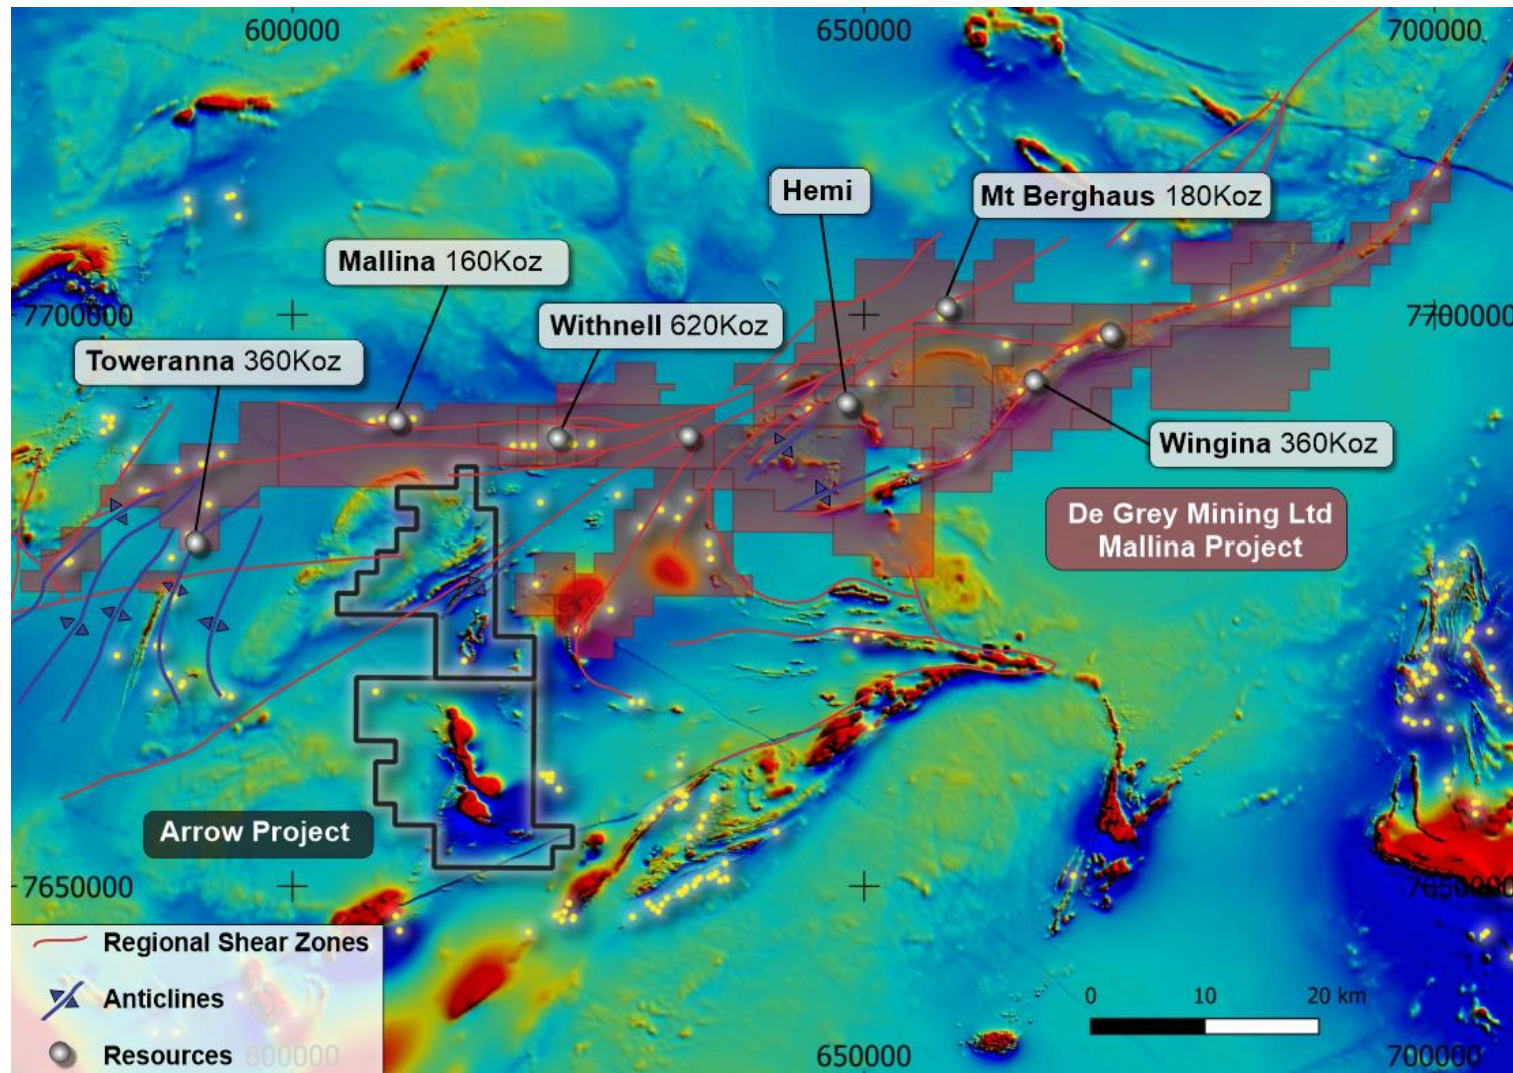 600000
650000
700000
Hemi
Mt Berghaus 180Koz
Mallina 160Koz
7700000
Withnell 620Koz
7700000
Toweranna 360Koz
Wingina 360Koz
De Grey Mining Ltd
Mallina Project
Arrow Project
7650000
7650000
Regional Shear Zones
Anticlines
Resources
0 10 20 km
600000
650000
700000